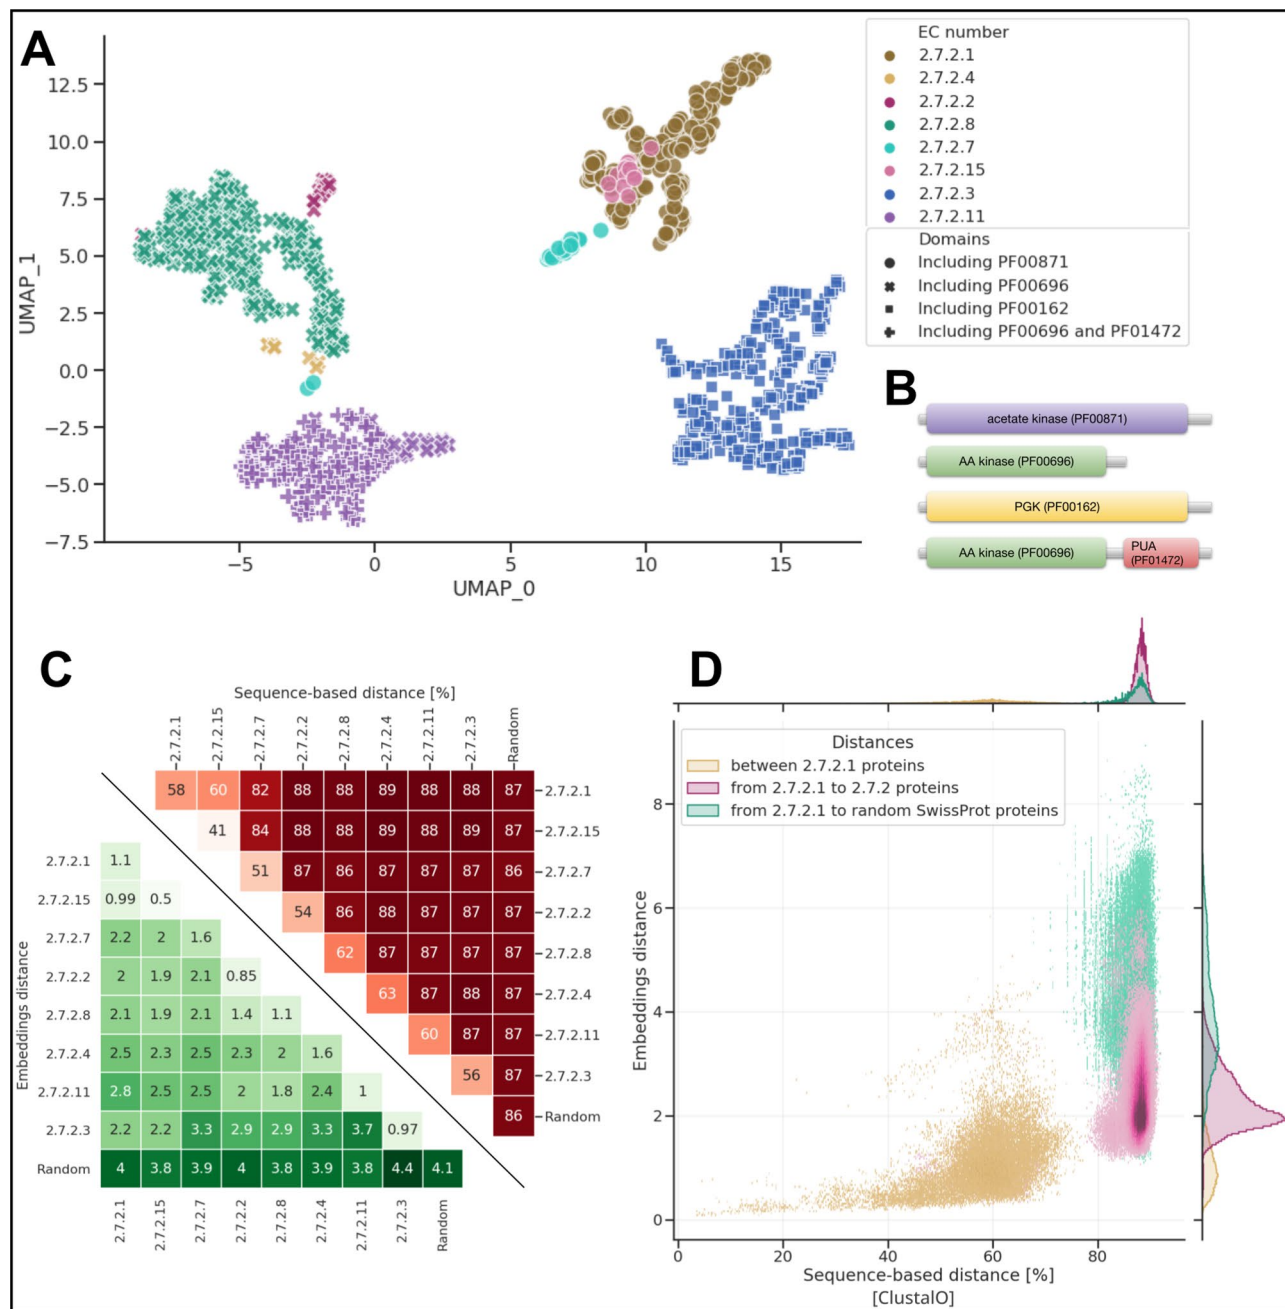 A
12.5
10.0
7.5
5.0
2.5
0.0
−2.5
−5.0
−7.5
UMAP_1
−5
0
5
10
15
UMAP_0
EC number
2.7.2.1
2.7.2.4
2.7.2.2
2.7.2.8
2.7.2.7
2.7.2.15
2.7.2.3
2.7.2.11
Domains
Including PF00871
Including PF00696
Including PF00162
Including PF00696 and PF01472
B
acetate kinase (PF00871)
AA kinase (PF00696)
PGK (PF00162)
AA kinase (PF00696)
PUA
(PF01472)
C
Sequence-based distance [%]
2.7.2.1 2.7.2.15 2.7.2.7 2.7.2.2 2.7.2.8 2.7.2.4 2.7.2.11 2.7.2.3 Random
58 60 82 88 88 89 88 88 87 2.7.2.1
41 84 88 88 89 88 89 87 2.7.2.15
51 87 86 87 87 87 86 2.7.2.7
54 86 88 87 87 87 2.7.2.2
62 87 87 87 87 2.7.2.8
63 87 88 87 2.7.2.4
60 87 87 2.7.2.11
56 87 2.7.2.3
86 Random
Embeddings distance
2.7.2.1 1.1
2.7.2.15 0.99 0.5
2.7.2.7 2.2 2 1.6
2.7.2.2 2 1.9 2.1 0.85
2.7.2.8 2.1 1.9 2.1 1.4 1.1
2.7.2.4 2.5 2.3 2.5 2.3 2 1.6
2.7.2.11 2.8 2.5 2.5 2 1.8 2.4 1
2.7.2.3 2.2 2.2 3.3 2.9 2.9 3.3 3.7 0.97
Random 4 3.8 3.9 4 3.8 3.9 3.8 4.4 4.1
2.7.2.1 2.7.2.15 2.7.2.7 2.7.2.2 2.7.2.8 2.7.2.4 2.7.2.11 2.7.2.3 Random
D
Distances
between 2.7.2.1 proteins
from 2.7.2.1 to 2.7.2 proteins
from 2.7.2.1 to random SwissProt proteins
Embeddings distance
8
6
4
2
0
0 20 40 60 80
Sequence-based distance [%]
[ClustalO]